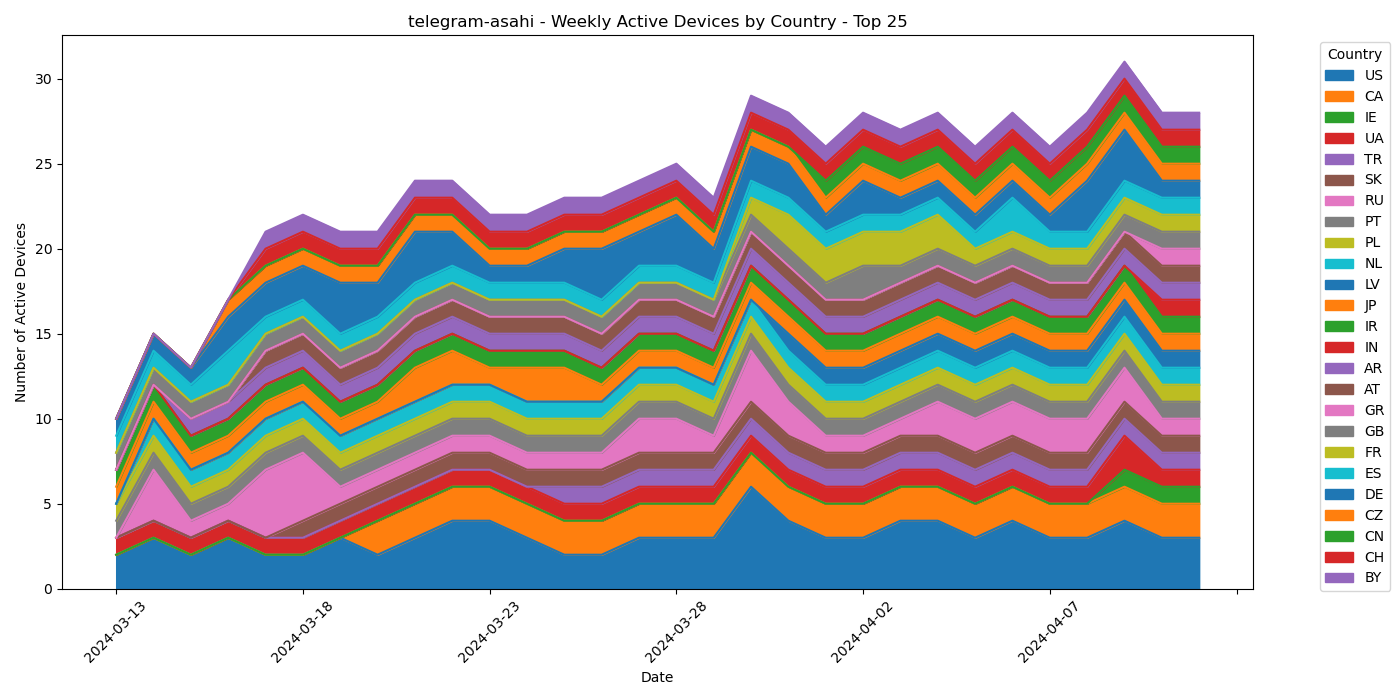 telegram-asahi - Weekly Active Devices by Country - Top 25
Number of Active Devices
30
25
20
15
10
5
0
2024-03-13
2024-03-18
2024-03-23
2024-03-28
2024-04-02
2024-04-07
Date
Country
US
CA
IE
UA
TR
SK
RU
PT
PL
NL
LV
JP
IR
IN
AR
AT
GR
GB
FR
ES
DE
CZ
CN
CH
BY